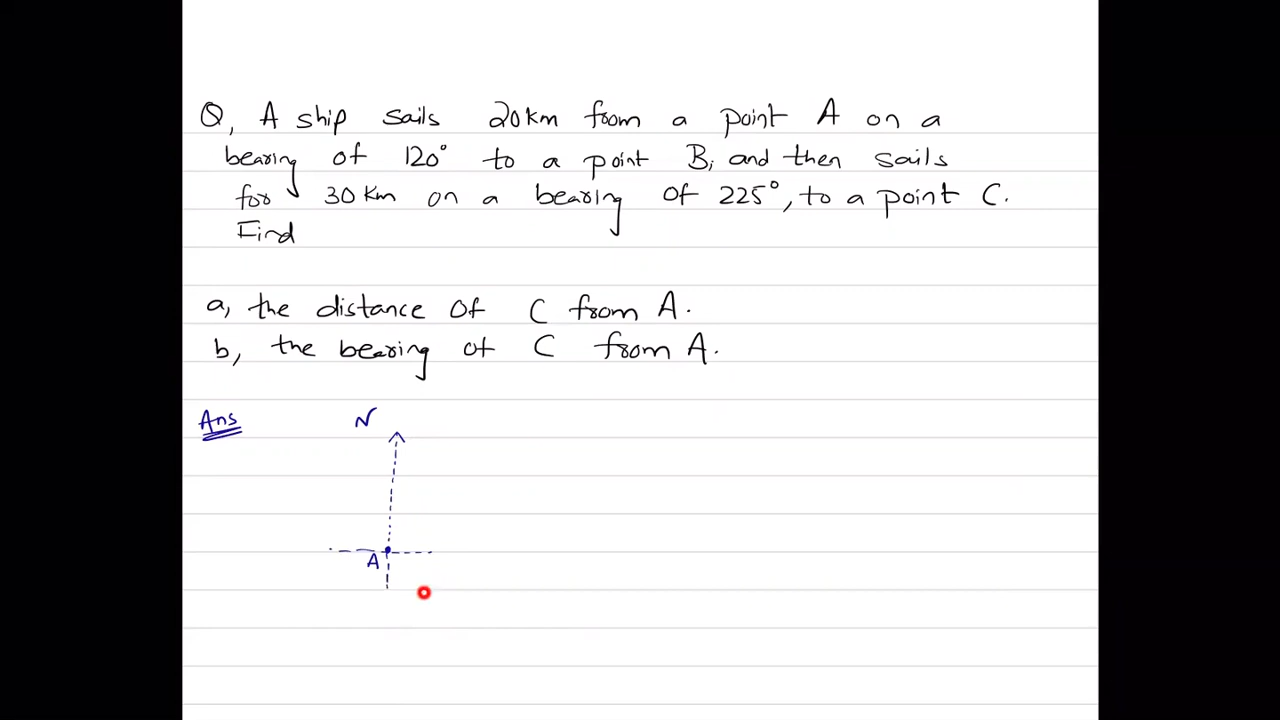 Q, A ship sails 20km from a point A on a
bearing of 120° to a point B, and then sails
for 30 Km on a bearing of 225°, to a point C.
Find
a, the distance of C from A.
b, the bearing of C from A.
Ans
N
A